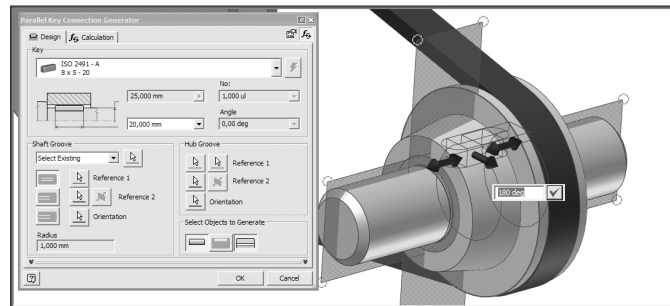 Parallel Key Connection Generator
Design
Calculation
Key
ISO 2491 - A
8 x 5 - 20
No:
25,000 mm
1,000 ul
Angle
20,000 mm
0,00 deg
Shaft Groove
Select Existing
Reference 1
Reference 2
Orientation
Radius
1,000 mm
Hub Groove
Reference 1
Reference 2
Orientation
Select Objects to Generate
OK
Cancel
180 deg